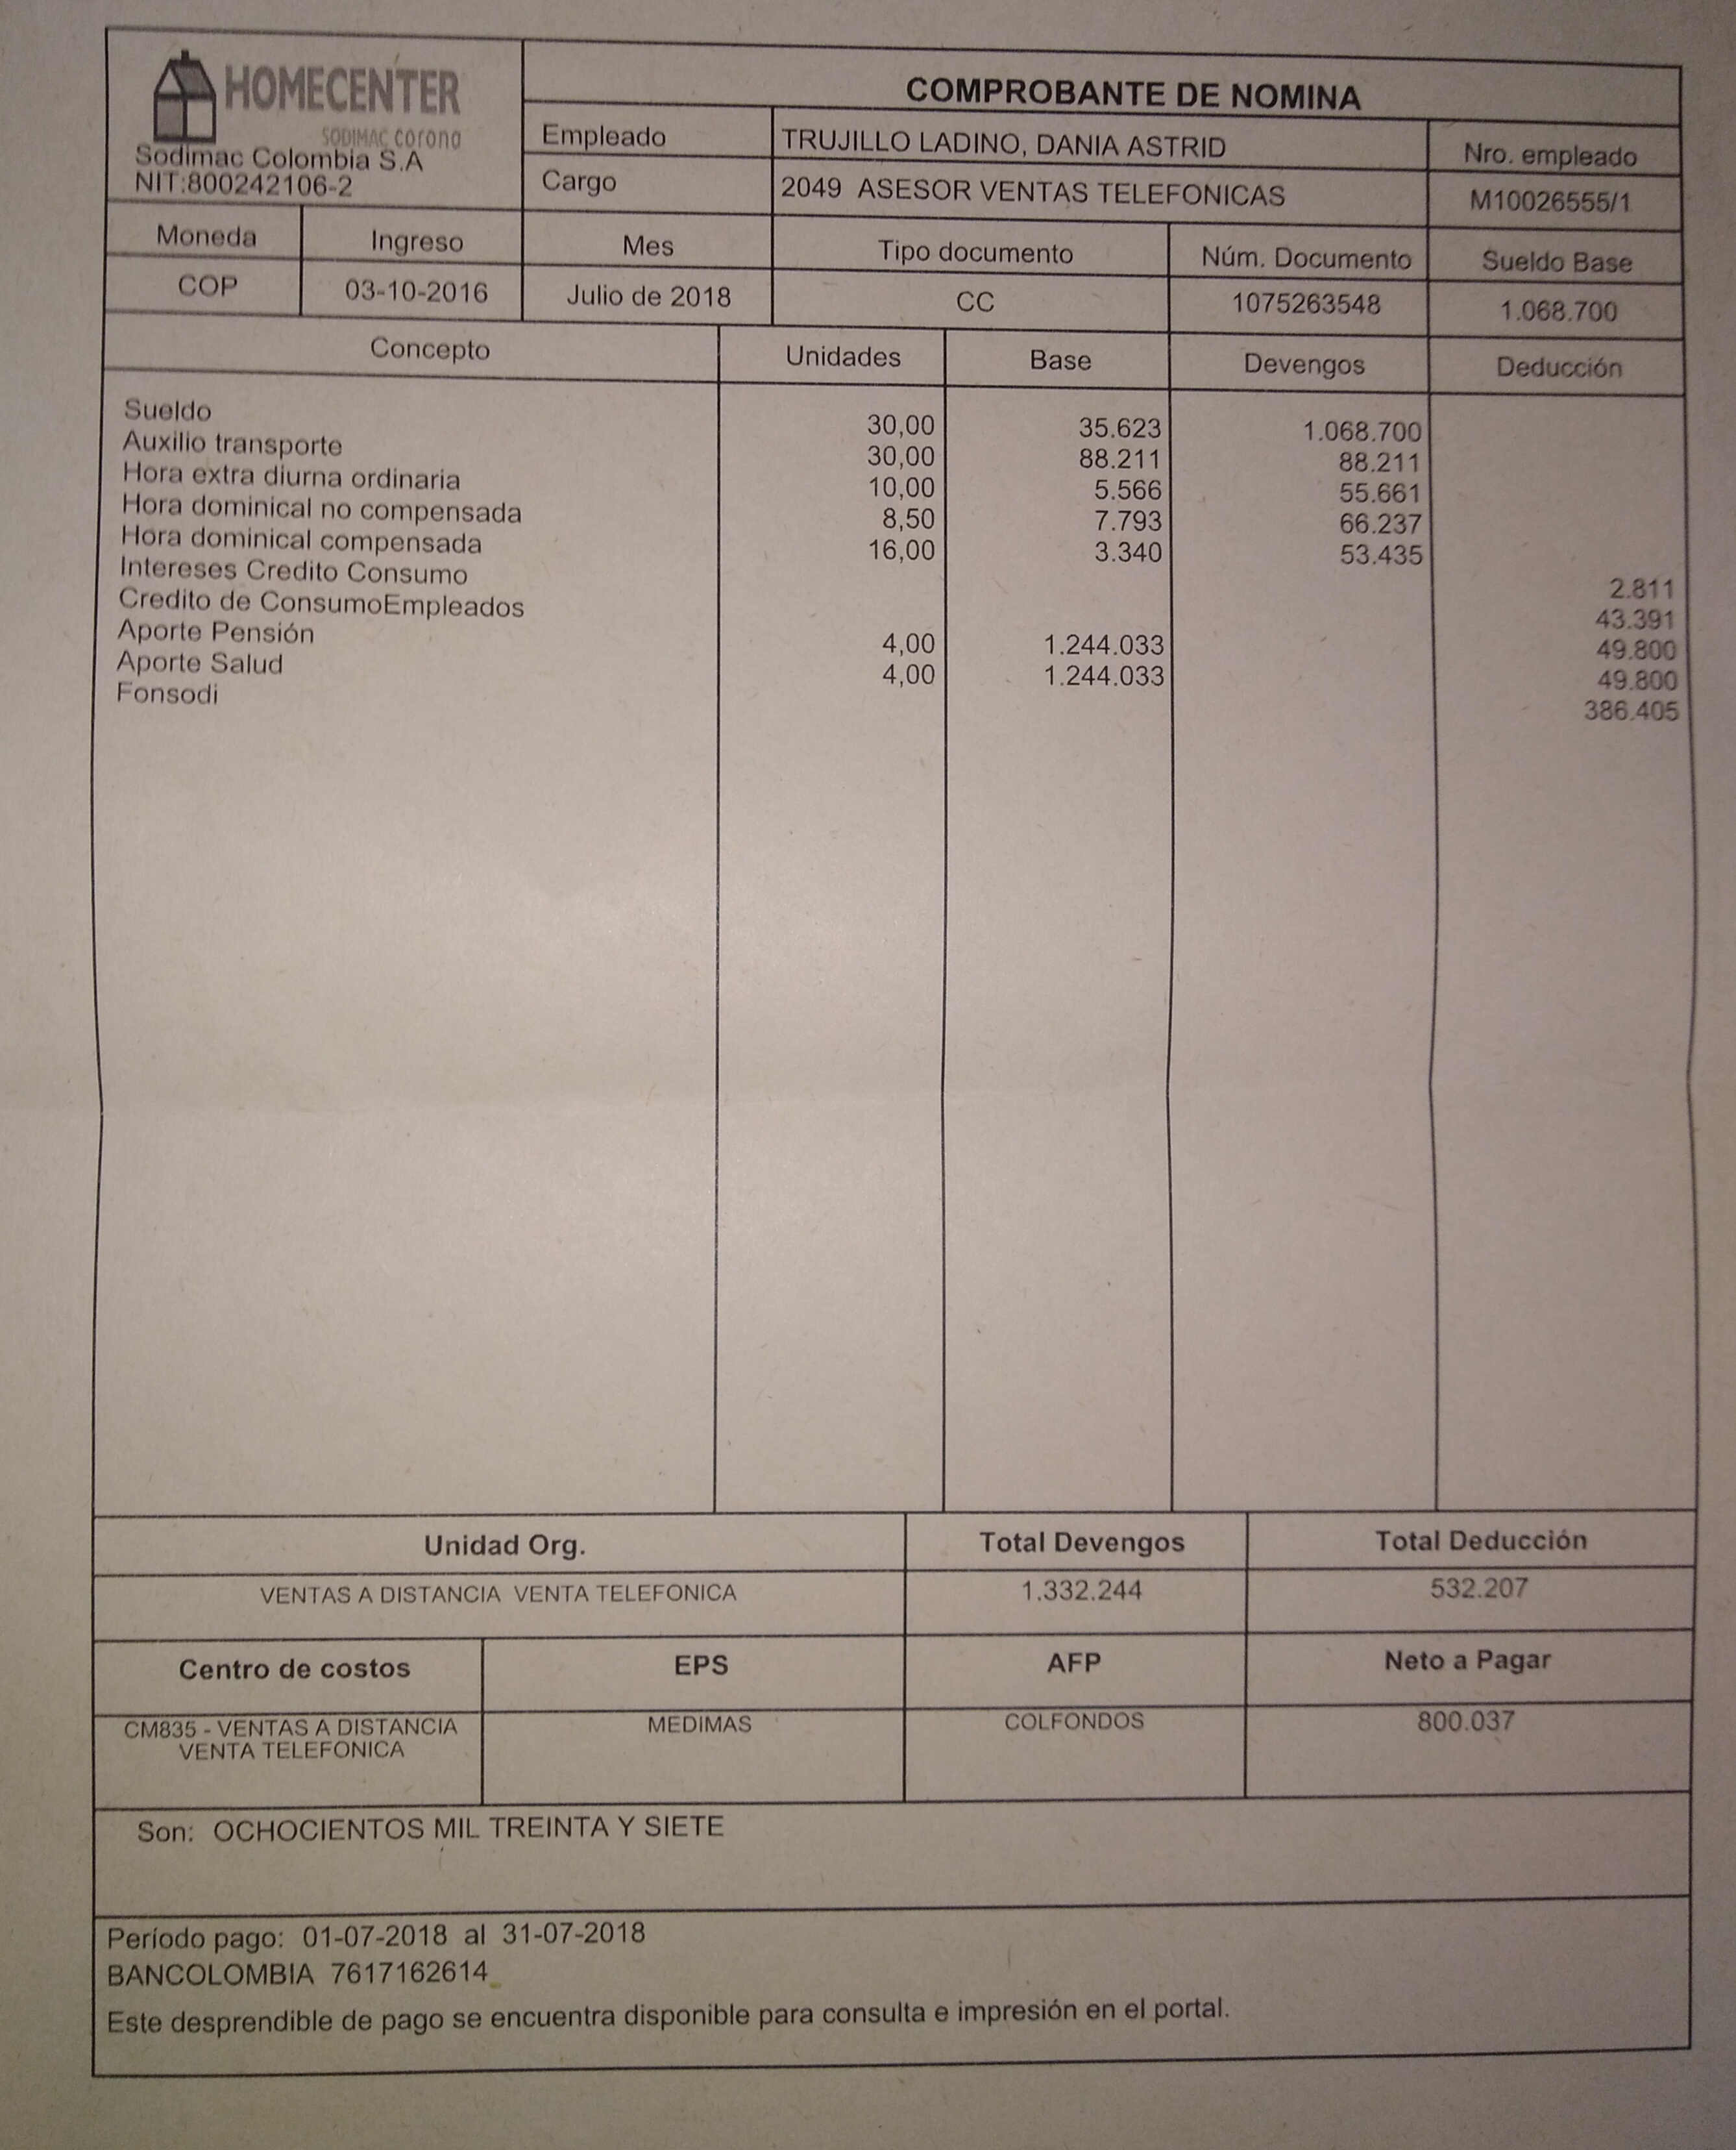 HOMECENTER
SODIMAC corona
Sodimac Colombia S.A
NIT:800242106-2
COMPROBANTE DE NOMINA
Empleado TRUJILLO LADINO, DANIA ASTRID Nro. empleado
Cargo 2049 ASESOR VENTAS TELEFONICAS M10026555/1
Moneda Ingreso Mes Tipo documento Núm. Documento Sueldo Base
COP 03-10-2016 Julio de 2018 CC 1075263548 1.068.700
Concepto Unidades Base Devengos Deducción
Sueldo 30,00 35.623 1.068.700
Auxilio transporte 30,00 88.211 88.211
Hora extra diurna ordinaria 10,00 5.566 55.661
Hora dominical no compensada 8,50 7.793 66.237
Hora dominical compensada 16,00 3.340 53.435
Intereses Credito Consumo 2.811
Credito de ConsumoEmpleados 43.391
Aporte Pensión 4,00 1.244.033 49.800
Aporte Salud 4,00 1.244.033 49.800
Fonsodi 386.405
Unidad Org. Total Devengos Total Deducción
VENTAS A DISTANCIA VENTA TELEFONICA 1.332.244 532.207
Centro de costos EPS AFP Neto a Pagar
CM835 - VENTAS A DISTANCIA MEDIMAS COLFONDOS 800.037
VENTA TELEFONICA
Son: OCHOCIENTOS MIL TREINTA Y SIETE
Período pago: 01-07-2018 al 31-07-2018
BANCOLOMBIA 7617162614
Este desprendible de pago se encuentra disponible para consulta e impresión en el portal.